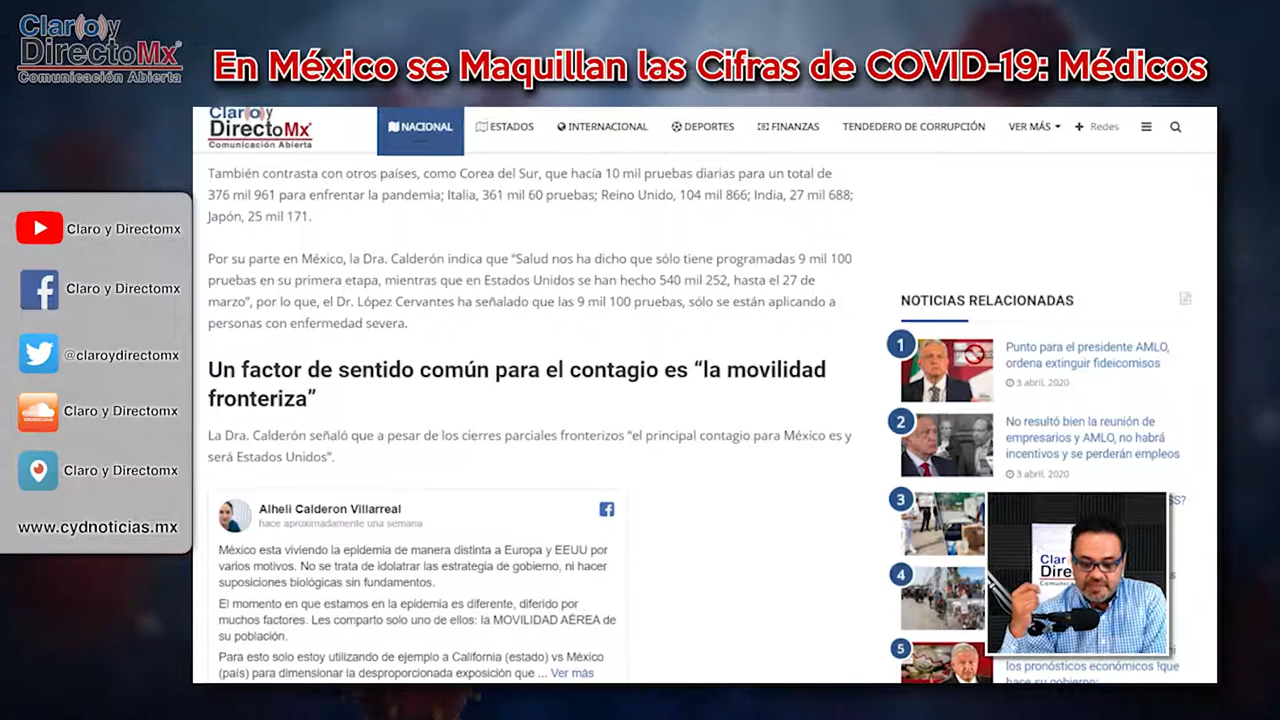 Claro y
DirectoMx®
Comunicación Abierta
En México se Maquillan las Cifras de COVID-19: Médicos
Claro y
DirectoMx
Comunicación Abierta
NACIONAL
ESTADOS
INTERNACIONAL
DEPORTES
FINANZAS
TENDEDERO DE CORRUPCIÓN
VER MÁS
Redes
También contrasta con otros países, como Corea del Sur, que hacía 10 mil pruebas diarias para un total de
376 mil 961 para enfrentar la pandemia; Italia, 361 mil 60 pruebas; Reino Unido, 104 mil 866; India, 27 mil 688;
Japón, 25 mil 171.
Por su parte en México, la Dra. Calderón indica que “Salud nos ha dicho que sólo tiene programadas 9 mil 100
pruebas en su primera etapa, mientras que en Estados Unidos se han hecho 540 mil 252, hasta el 27 de
marzo”, por lo que, el Dr. López Cervantes ha señalado que las 9 mil 100 pruebas, sólo se están aplicando a
personas con enfermedad severa.
Un factor de sentido común para el contagio es “la movilidad
fronteriza”
La Dra. Calderón señaló que a pesar de los cierres parciales fronterizos “el principal contagio para México es y
será Estados Unidos”.
Alheli Calderon Villarreal
hace aproximadamente una semana
México esta viviendo la epidemia de manera distinta a Europa y EEUU por
varios motivos. No se trata de idolatrar las estrategia de gobierno, ni hacer
suposiciones biológicas sin fundamentos.
El momento en que estamos en la epidemia es diferente, diferido por
muchos factores. Les comparto solo uno de ellos: la MOVILIDAD AÉREA de
su población.
Para esto solo estoy utilizando de ejemplo a California (estado) vs México
(país) para dimensionar la desproporcionada exposición que ... Ver más
NOTICIAS RELACIONADAS
1
Punto para el presidente AMLO,
ordena extinguir fideicomisos
3 abril, 2020
2
No resultó bien la reunión de
empresarios y AMLO, no habrá
incentivos y se perderán empleos
3 abril, 2020
3
4
5
los pronósticos económicos !que
hace su gobierno:
Claro y Directomx
Claro y Directomx
@claroydirectomx
Claro y Directomx
Claro y Directomx
www.cydnoticias.mx